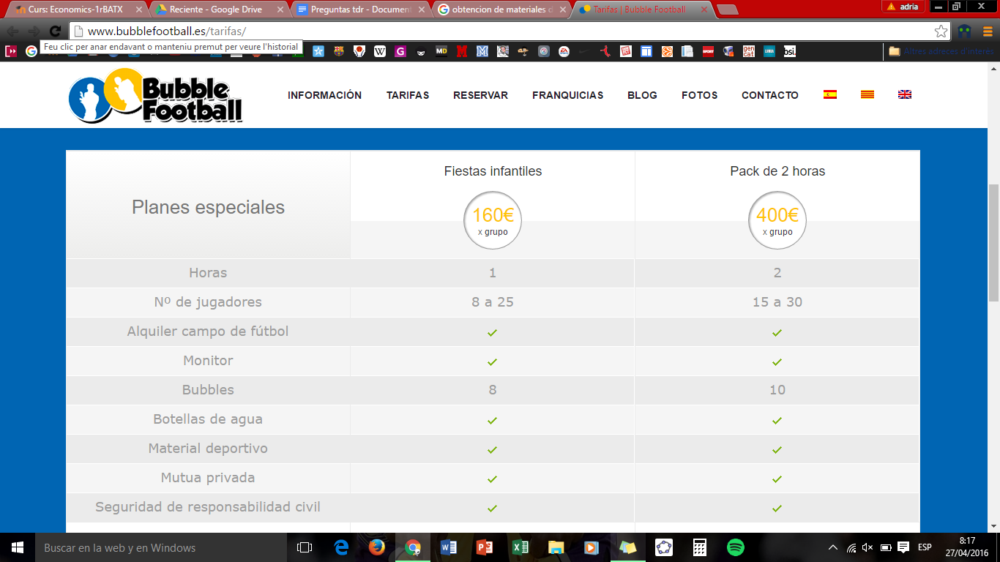 Curs: Economics-1rBATX
Reciente - Google Drive
Preguntas tdr - Document
obtencion de materiales d
Tarifas | Bubble Football
adria
www.bubblefootball.es/tarifas/
Feu clic per anar endavant o manteniu premut per veure l'historial
Altres adreces d'interès
Bubble
Football
INFORMACIÓN TARIFAS RESERVAR FRANQUICIAS BLOG FOTOS CONTACTO
Planes especiales
Fiestas infantiles
160€
x grupo
Pack de 2 horas
400€
x grupo
Horas 1 2
Nº de jugadores 8 a 25 15 a 30
Alquiler campo de fútbol
Monitor
Bubbles 8 10
Botellas de agua
Material deportivo
Mutua privada
Seguridad de responsabilidad civil
Buscar en la web y en Windows
ESP
8:17
27/04/2016